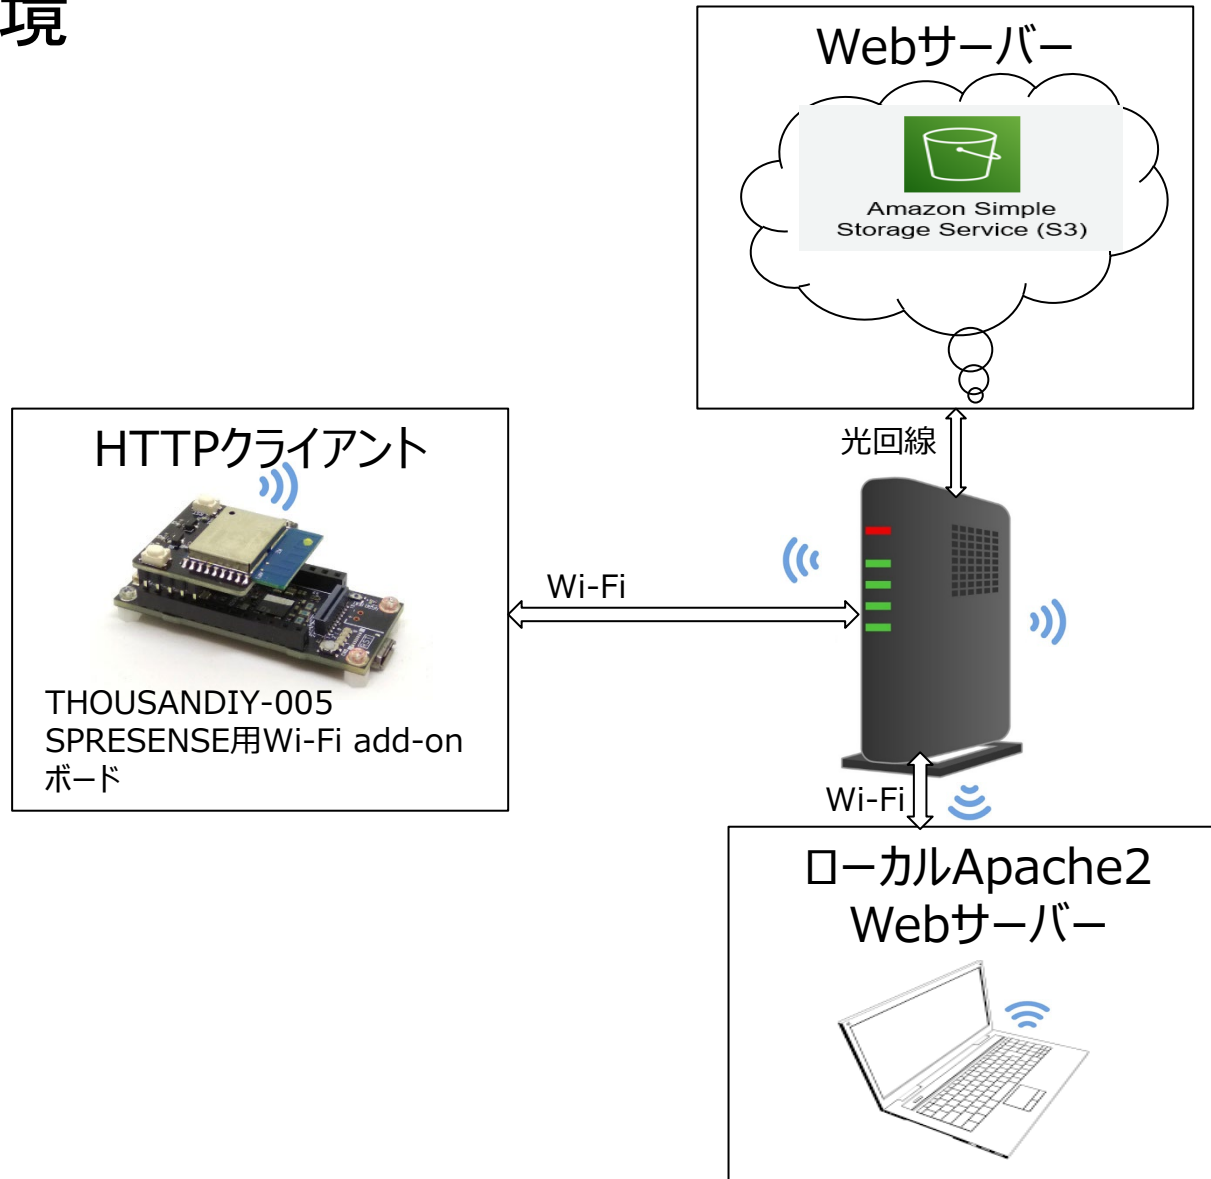 境
Webサーバー
Amazon Simple
Storage Service (S3)
光回線
HTTPクライアント
Wi-Fi
THOUSANDIY-005
SPRESENSE用Wi-Fi add-on
ボード
Wi-Fi
ローカルApache2
Webサーバー